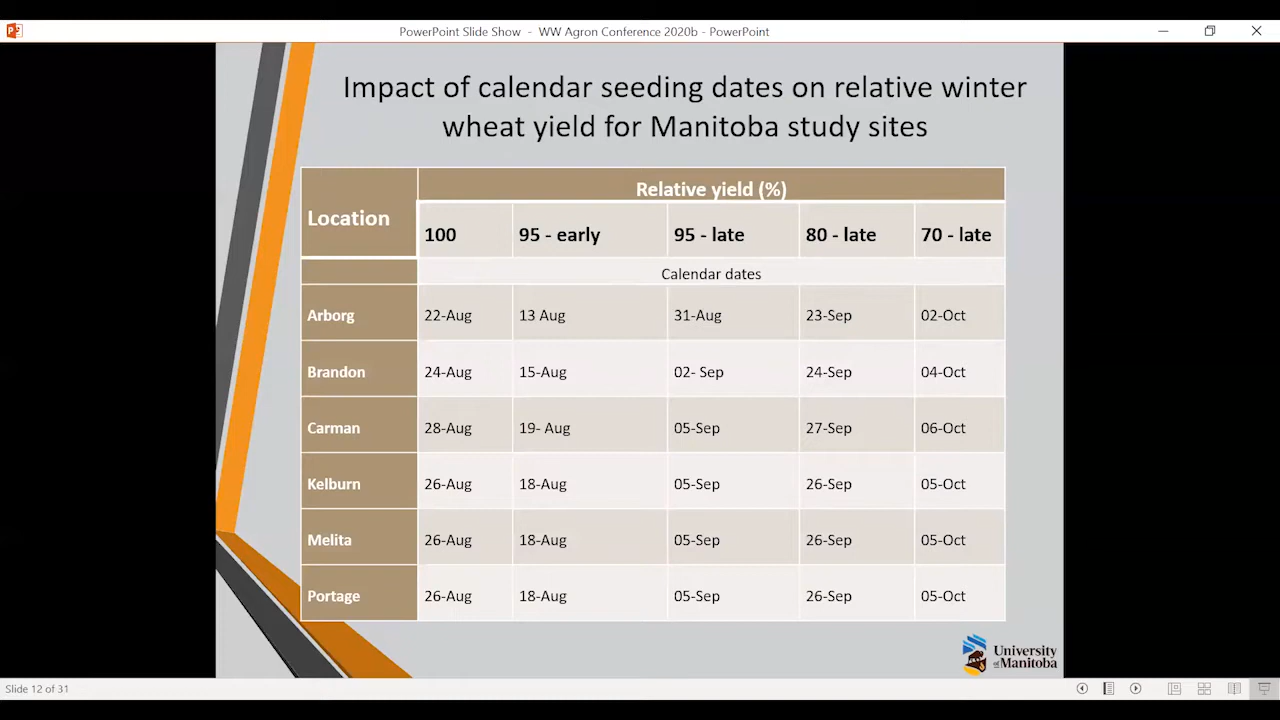 PowerPoint Slide Show - WW Agron Conference 2020b - PowerPoint
Impact of calendar seeding dates on relative winter
wheat yield for Manitoba study sites
Location
Relative yield (%)
100 95 - early 95 - late 80 - late 70 - late
Calendar dates
Arborg 22-Aug 13 Aug 31-Aug 23-Sep 02-Oct
Brandon 24-Aug 15-Aug 02- Sep 24-Sep 04-Oct
Carman 28-Aug 19- Aug 05-Sep 27-Sep 06-Oct
Kelburn 26-Aug 18-Aug 05-Sep 26-Sep 05-Oct
Melita 26-Aug 18-Aug 05-Sep 26-Sep 05-Oct
Portage 26-Aug 18-Aug 05-Sep 26-Sep 05-Oct
University
of Manitoba
Slide 12 of 31